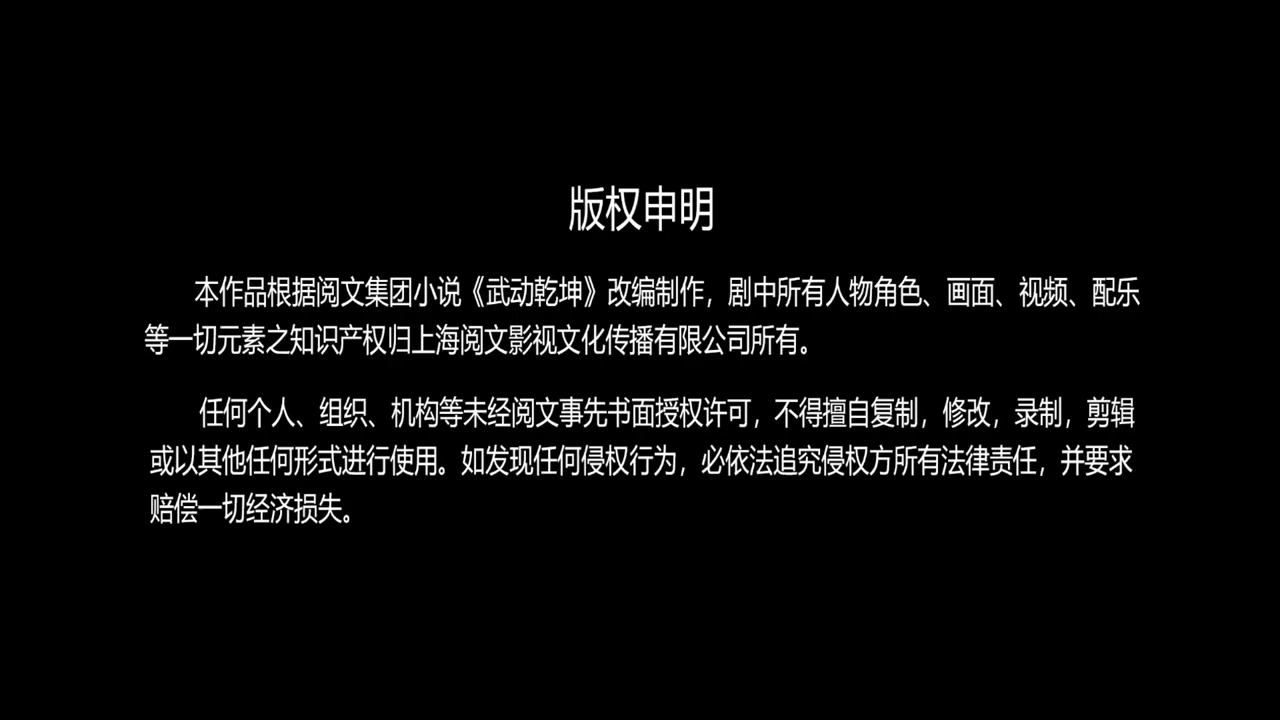 版权申明
本作品根据阅文集团小说《武动乾坤》改编制作，剧中所有人物角色、画面、视频、配乐
等一切元素之知识产权归上海阅文影视文化传播有限公司所有。
任何个人、组织、机构等未经阅文事先书面授权许可，不得擅自复制，修改，录制，剪辑
或以其他任何形式进行使用。如发现任何侵权行为，必依法追究侵权方所有法律责任，并要求
赔偿一切经济损失。